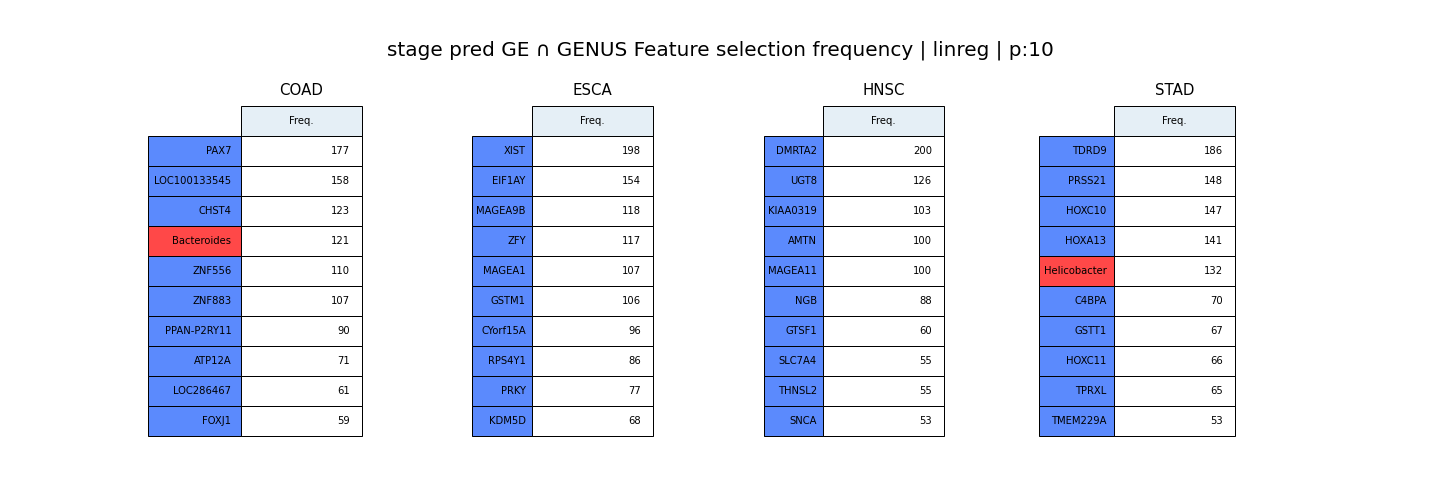 stage pred GE ∩ GENUS Feature selection frequency | linreg | p:10
COAD
Freq.
PAX7 177
LOC100133545 158
CHST4 123
Bacteroides 121
ZNF556 110
ZNF883 107
PPAN-P2RY11 90
ATP12A 71
LOC286467 61
FOXJ1 59
ESCA
Freq.
XIST 198
EIF1AY 154
MAGEA9B 118
ZFY 117
MAGEA1 107
GSTM1 106
CYorf15A 96
RPS4Y1 86
PRKY 77
KDM5D 68
HNSC
Freq.
DMRTA2 200
UGT8 126
KIAA0319 103
AMTN 100
MAGEA11 100
NGB 88
GTSF1 60
SLC7A4 55
THNSL2 55
SNCA 53
STAD
Freq.
TDRD9 186
PRSS21 148
HOXC10 147
HOXA13 141
Helicobacter 132
C4BPA 70
GSTT1 67
HOXC11 66
TPRXL 65
TMEM229A 53